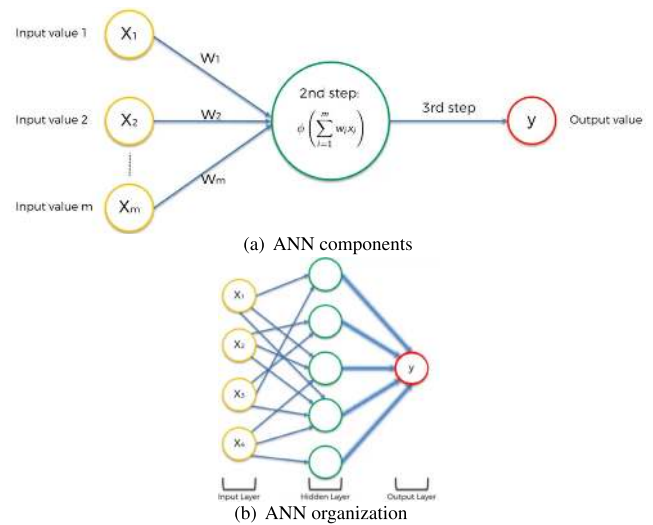 Input value 1
X1
W1
Input value 2
X2
W2
2nd step:
ϕ (∑ᵢ₌₁ᵐ wᵢxᵢ)
3rd step
y
Output value
Input value m
Xm
Wm
(a) ANN components
X1
X2
X3
X4
y
Input Layer
Hidden Layer
Output Layer
(b) ANN organization